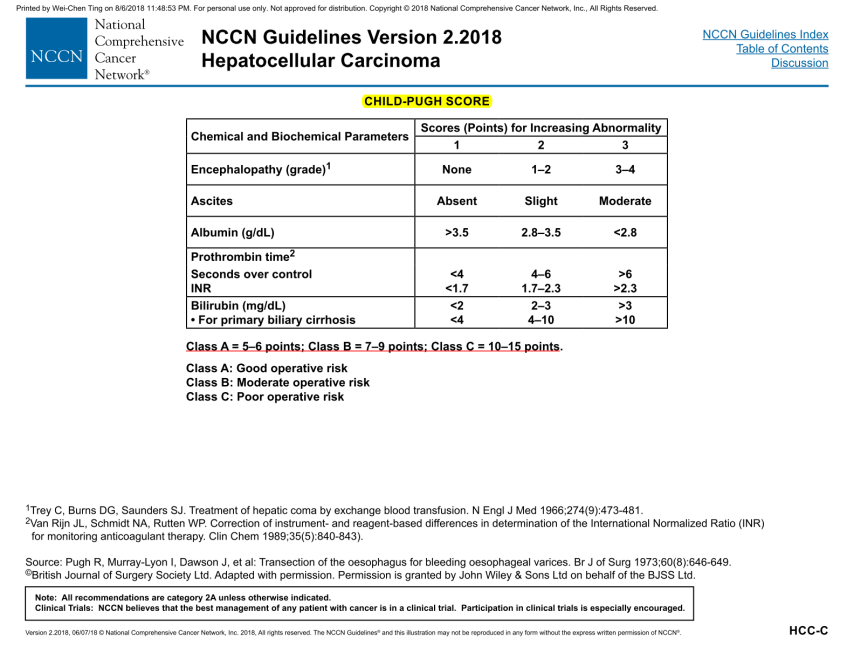 Printed by Wei-Chen Ting on 8/6/2018 11:48:53 PM. For personal use only. Not approved for distribution. Copyright © 2018 National Comprehensive Cancer Network, Inc., All Rights Reserved.
NCCN
National
Comprehensive
Cancer
Network®
NCCN Guidelines Version 2.2018
Hepatocellular Carcinoma
NCCN Guidelines Index
Table of Contents
Discussion
CHILD-PUGH SCORE
Chemical and Biochemical Parameters
Scores (Points) for Increasing Abnormality
1 2 3
Encephalopathy (grade)1 None 1–2 3–4
Ascites Absent Slight Moderate
Albumin (g/dL) >3.5 2.8–3.5 <2.8
Prothrombin time2
Seconds over control <4 4–6 >6
INR <1.7 1.7–2.3 >2.3
Bilirubin (mg/dL) <2 2–3 >3
• For primary biliary cirrhosis <4 4–10 >10
Class A = 5–6 points; Class B = 7–9 points; Class C = 10–15 points.
Class A: Good operative risk
Class B: Moderate operative risk
Class C: Poor operative risk
1Trey C, Burns DG, Saunders SJ. Treatment of hepatic coma by exchange blood transfusion. N Engl J Med 1966;274(9):473-481.
2Van Rijn JL, Schmidt NA, Rutten WP. Correction of instrument- and reagent-based differences in determination of the International Normalized Ratio (INR)
for monitoring anticoagulant therapy. Clin Chem 1989;35(5):840-843).
Source: Pugh R, Murray-Lyon I, Dawson J, et al: Transection of the oesophagus for bleeding oesophageal varices. Br J of Surg 1973;60(8):646-649.
©British Journal of Surgery Society Ltd. Adapted with permission. Permission is granted by John Wiley & Sons Ltd on behalf of the BJSS Ltd.
Note: All recommendations are category 2A unless otherwise indicated.
Clinical Trials: NCCN believes that the best management of any patient with cancer is in a clinical trial. Participation in clinical trials is especially encouraged.
Version 2.2018, 06/07/18 © National Comprehensive Cancer Network, Inc. 2018, All rights reserved. The NCCN Guidelines® and this illustration may not be reproduced in any form without the express written permission of NCCN®.
HCC-C